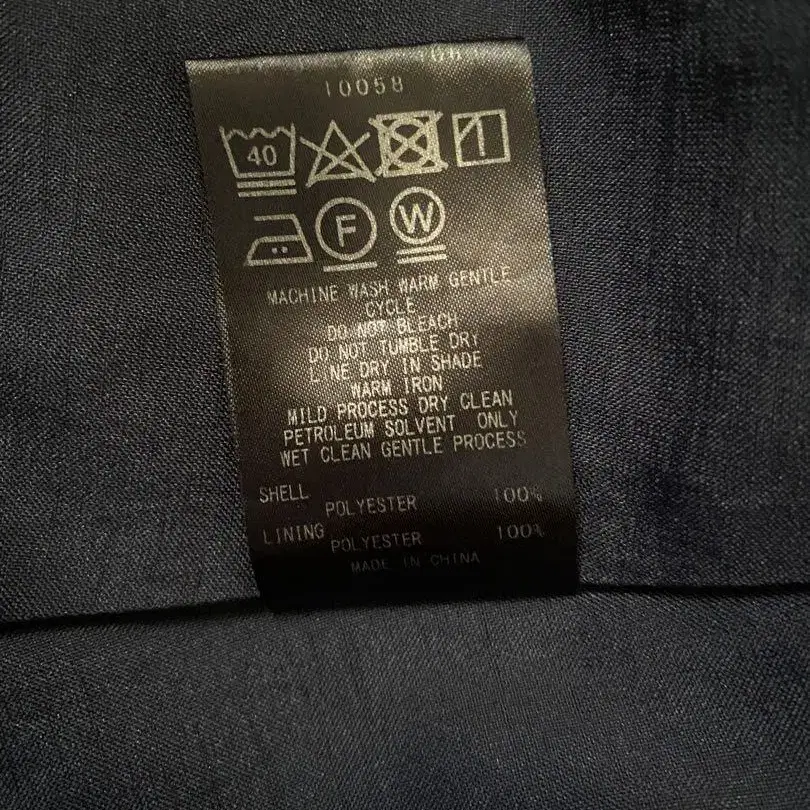 10058
40
F W
MACHINE WASH WARM GENTLE
CYCLE
DO NOT BLEACH
DO NOT TUMBLE DRY
LINE DRY IN SHADE
WARM IRON
MILD PROCESS DRY CLEAN
PETROLEUM SOLVENT ONLY
WET CLEAN GENTLE PROCESS
SHELL
POLYESTER 100%
LINING
POLYESTER 100%
MADE IN CHINA